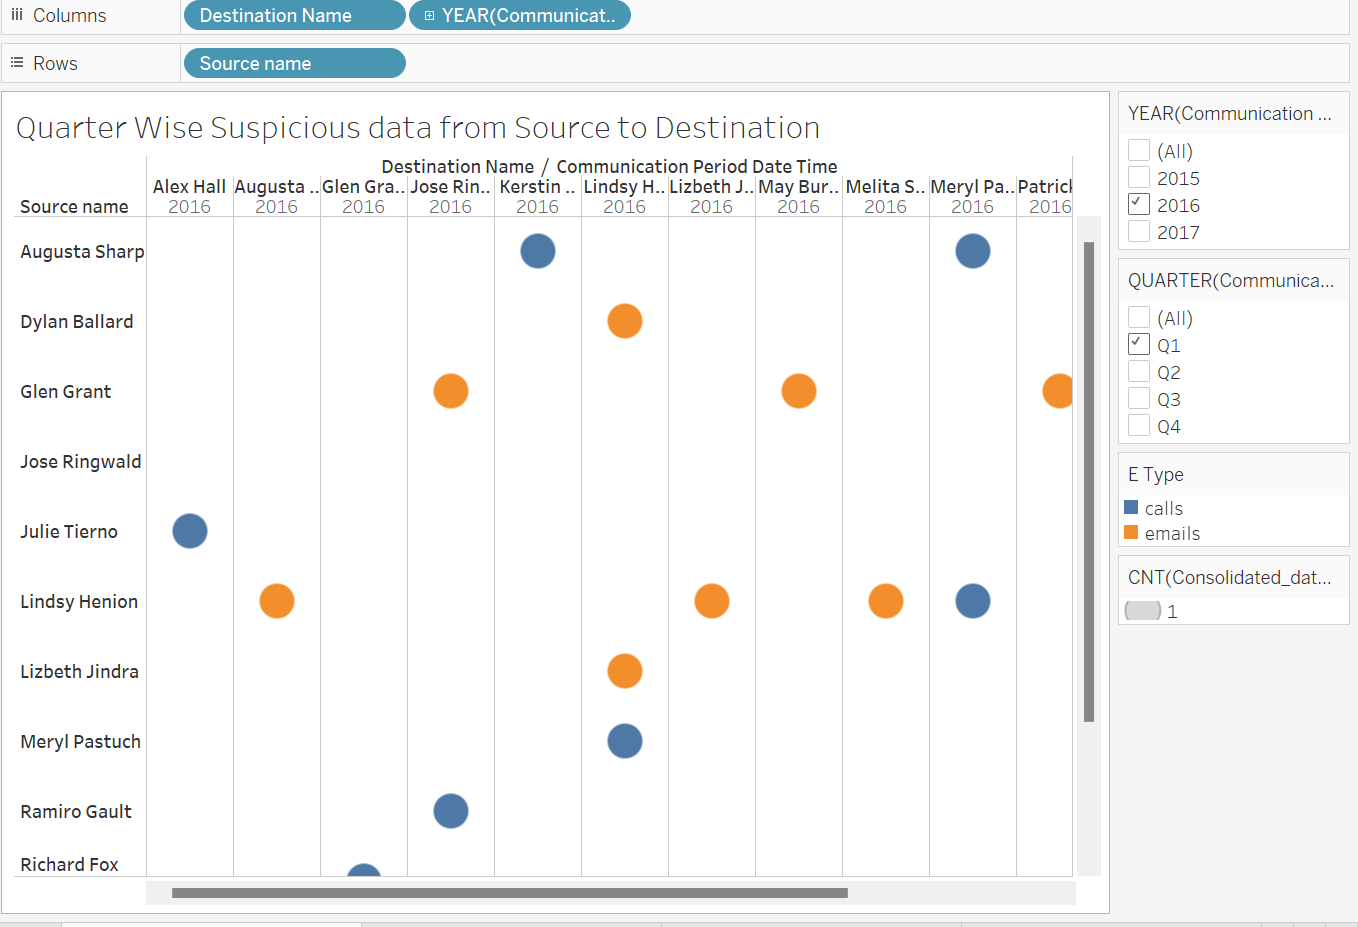 Columns Destination Name YEAR(Communicat..
Rows Source name
Quarter Wise Suspicious data from Source to Destination
Destination Name / Communication Period Date Time
Source name Alex Hall Augusta .. Glen Gra.. Jose Rin.. Kerstin .. Lindsy H.. Lizbeth J.. May Bur.. Melita S.. Meryl Pa.. Patrick
2016 2016 2016 2016 2016 2016 2016 2016 2016 2016 2016
Augusta Sharp
Dylan Ballard
Glen Grant
Jose Ringwald
Julie Tierno
Lindsy Henion
Lizbeth Jindra
Meryl Pastuch
Ramiro Gault
Richard Fox
YEAR(Communication ...
(All)
2015
2016
2017
QUARTER(Communica...
(All)
Q1
Q2
Q3
Q4
E Type
calls
emails
CNT(Consolidated_dat...
1